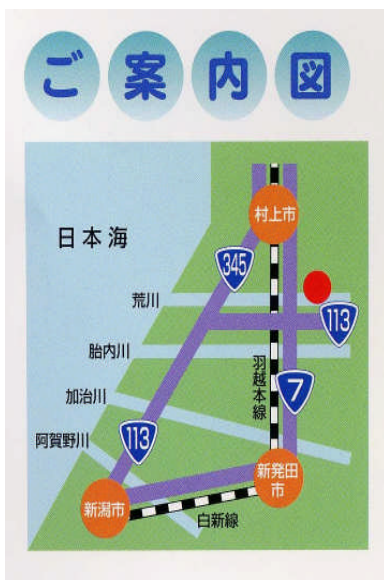 ご案内図
村上市
日本海
345
荒川
113
胎内川
羽越本線
7
加治川
阿賀野川
113
新発田
市
新潟市
白新線